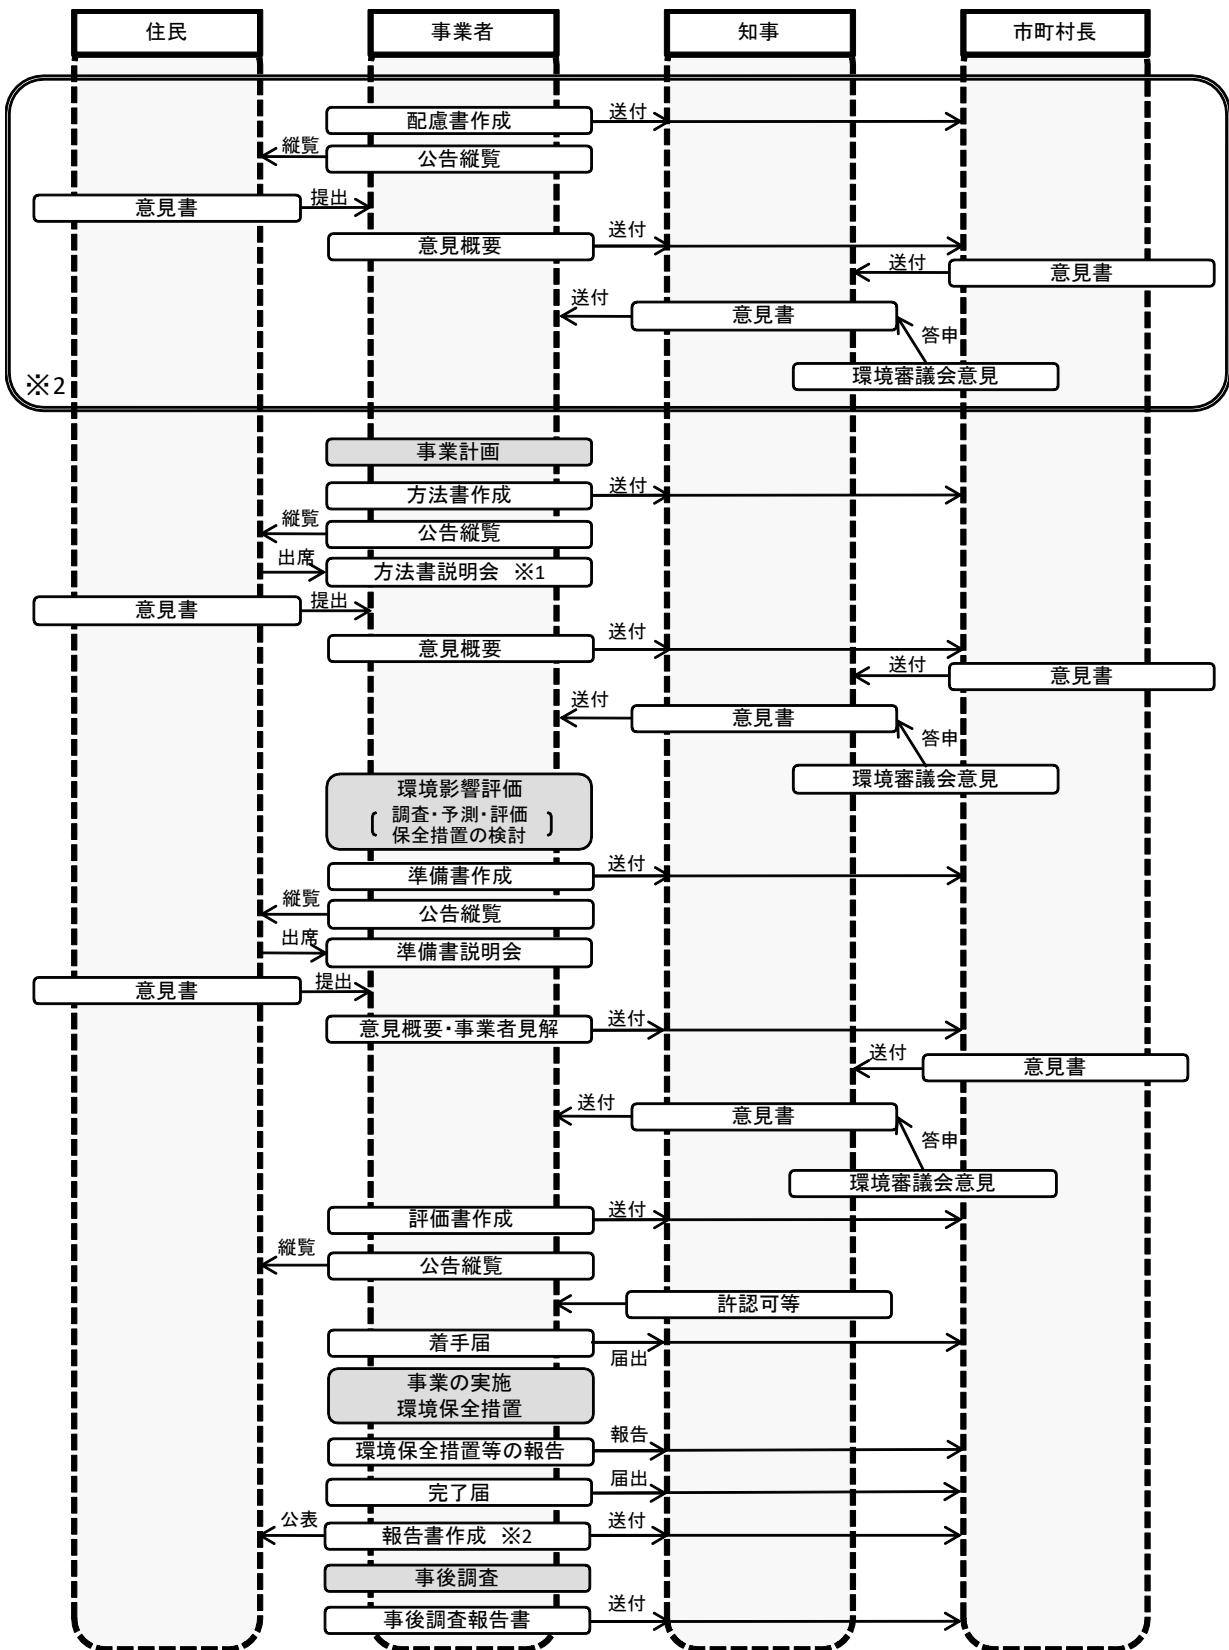 住民
事業者
知事
市町村長
配慮書作成
送付
縦覧
公告縦覧
意見書
提出
意見概要
送付
送付
意見書
送付
意見書
答申
環境審議会意見
※2
事業計画
方法書作成
送付
縦覧
公告縦覧
出席
方法書説明会 ※1
意見書
提出
意見概要
送付
送付
意見書
送付
意見書
答申
環境審議会意見
環境影響評価
調査・予測・評価
保全措置の検討
準備書作成
送付
縦覧
公告縦覧
出席
準備書説明会
意見書
提出
意見概要・事業者見解
送付
送付
意見書
送付
意見書
答申
環境審議会意見
評価書作成
送付
縦覧
公告縦覧
許認可等
着手届
届出
事業の実施
環境保全措置
環境保全措置等の報告
報告
完了届
届出
公表
報告書作成 ※2
送付
事後調査
事後調査報告書
送付